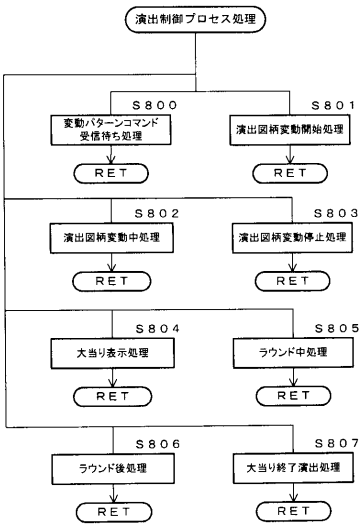 演出制御プロセス処理
S800
変動パターンコマンド
受信待ち処理
RET
S801
演出図柄変動開始処理
RET
S802
演出図柄変動中処理
RET
S803
演出図柄変動停止処理
RET
S804
大当り表示処理
RET
S805
ラウンド中処理
RET
S806
ラウンド後処理
RET
S807
大当り終了演出処理
RET